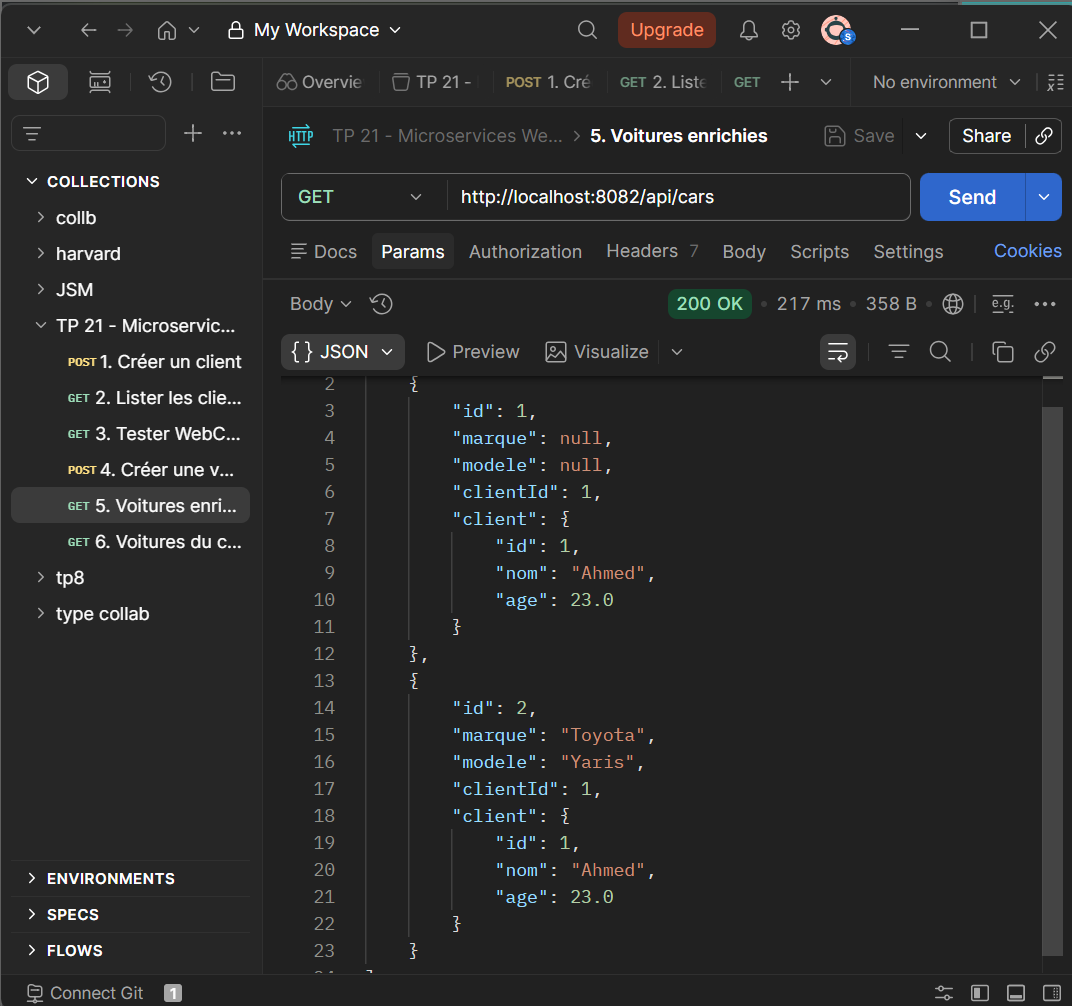 My Workspace
Upgrade
S
Overvie
TP 21 -
POST 1. Cré
GET 2. Liste
GET
No environment
HTTP TP 21 - Microservices We... > 5. Voitures enrichies
Save
Share
COLLECTIONS
collb
harvard
JSM
TP 21 - Microservic...
POST 1. Créer un client
GET 2. Lister les clie...
GET 3. Tester WebC...
POST 4. Créer une v...
GET 5. Voitures enri...
GET 6. Voitures du c...
tp8
type collab
ENVIRONMENTS
SPECS
FLOWS
GET http://localhost:8082/api/cars
Send
Docs Params Authorization Headers 7 Body Scripts Settings Cookies
Body 200 OK • 217 ms • 358 B • e.g.
{} JSON Preview Visualize
2 {
3 "id": 1,
4 "marque": null,
5 "modele": null,
6 "clientId": 1,
7 "client": {
8 "id": 1,
9 "nom": "Ahmed",
10 "age": 23.0
11 }
12 },
13 {
14 "id": 2,
15 "marque": "Toyota",
16 "modele": "Yaris",
17 "clientId": 1,
18 "client": {
19 "id": 1,
20 "nom": "Ahmed",
21 "age": 23.0
22 }
23 }
Connect Git 1